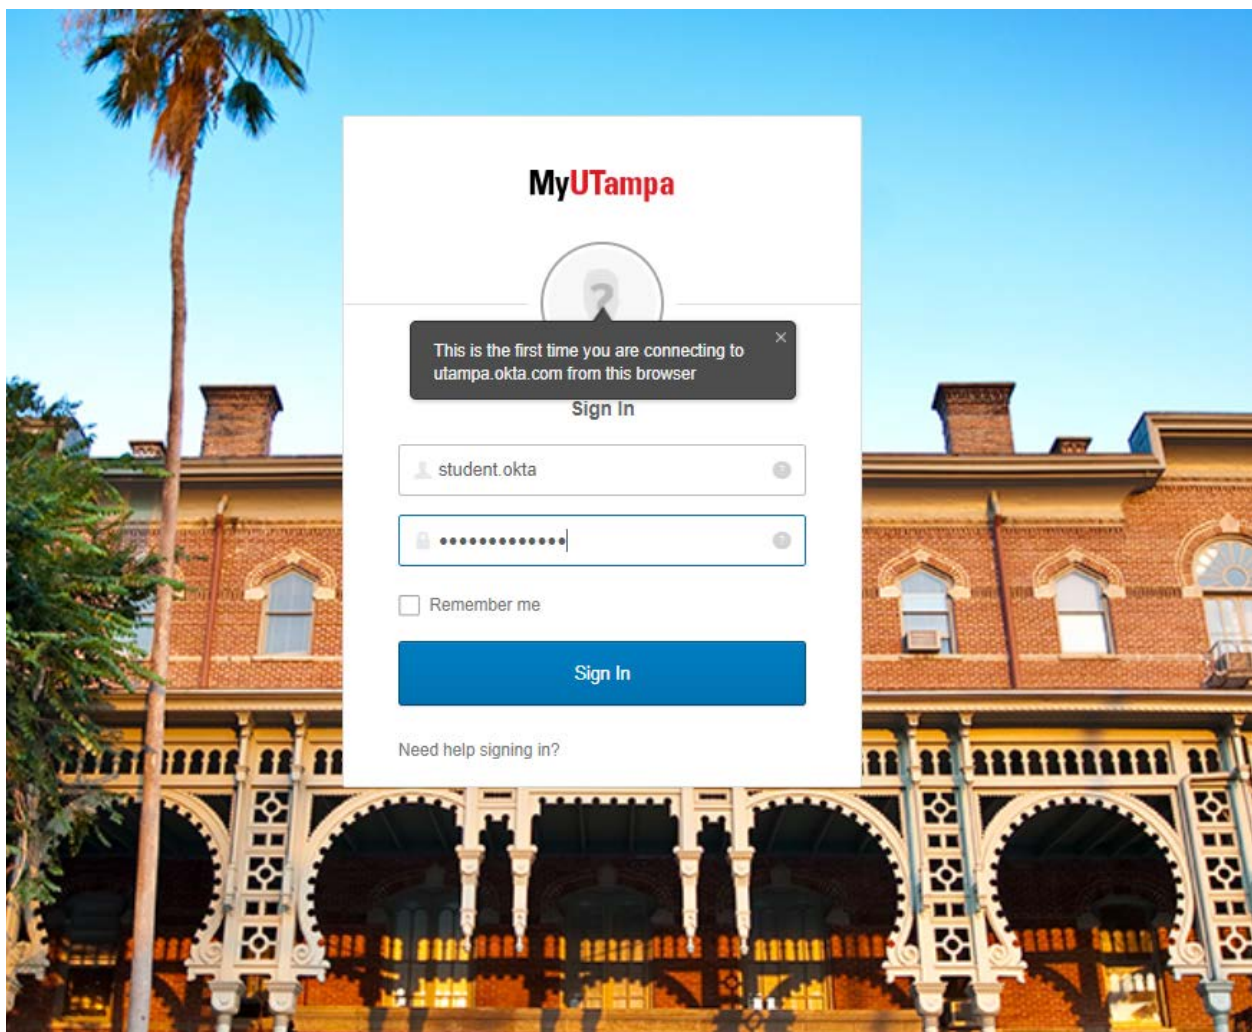 MyUTampa
?
This is the first time you are connecting to
utampa.okta.com from this browser
Sign In
student.okta
•••••••••••••
Remember me
Sign In
Need help signing in?